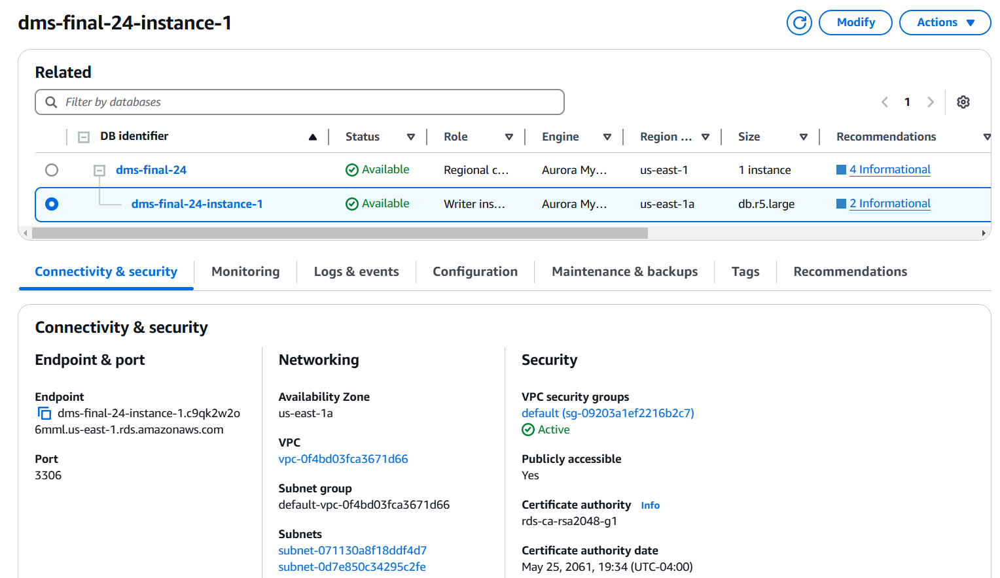 dms-final-24-instance-1
Modify
Actions
Related
Filter by databases
1
DB identifier Status Role Engine Region ... Size Recommendations
dms-final-24 Available Regional c... Aurora My... us-east-1 1 instance 4 Informational
dms-final-24-instance-1 Available Writer ins... Aurora My... us-east-1a db.r5.large 2 Informational
Connectivity & security Monitoring Logs & events Configuration Maintenance & backups Tags Recommendations
Connectivity & security
Endpoint & port
Endpoint
dms-final-24-instance-1.c9qk2w2o
6mml.us-east-1.rds.amazonaws.com
Port
3306
Networking
Availability Zone
us-east-1a
VPC
vpc-0f4bd03fca3671d66
Subnet group
default-vpc-0f4bd03fca3671d66
Subnets
subnet-071130a8f18ddf4d7
subnet-0d7e850c34295c2fe
Security
VPC security groups
default (sg-09203a1ef2216b2c7)
Active
Publicly accessible
Yes
Certificate authority Info
rds-ca-rsa2048-g1
Certificate authority date
May 25, 2061, 19:34 (UTC-04:00)